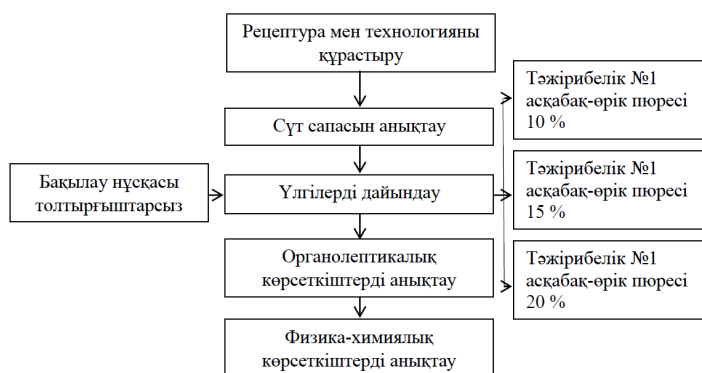 Рецептура мен технологияны
құрастыру
Тәжірибелік №1
асқабақ-өрік пюресі
10 %
Сүт сапасын анықтау
Бақылау нұсқасы
толтырғыштарсыз
Үлгілерді дайындау
Тәжірибелік №1
асқабақ-өрік пюресі
15 %
Органолептикалық
көрсеткіштерді анықтау
Тәжірибелік №1
асқабақ-өрік пюресі
20 %
Физика-химиялық
көрсеткіштерді анықтау